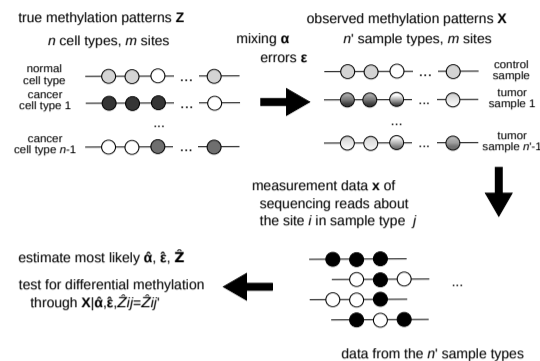 true methylation patterns Z
n cell types, m sites
normal
cell type
cancer
cell type 1
...
...
...
cancer
cell type n-1
...
mixing α
errors ε
observed methylation patterns X
n' sample types, m sites
...
control
sample
...
tumor
sample 1
...
...
tumor
sample n'-1
measurement data x of
sequencing reads about
the site i in sample type j
estimate most likely α̂, ε̂, Ẑ
test for differential methylation
through X|α̂,ε̂,Ẑij=Ẑij'
...
data from the n' sample types